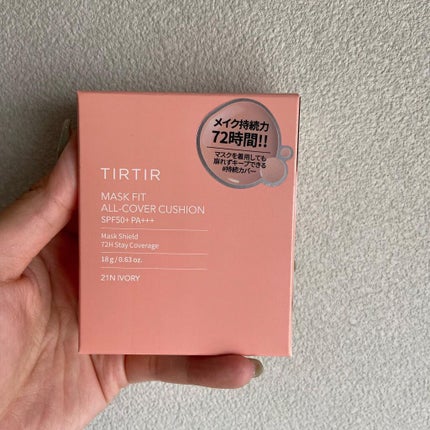 メイク持続力
72時間!!
マスクを着用しても
崩れずキープできる
#持続カバー
TIRTIR
MASK FIT
ALL-COVER CUSHION
SPF50+ PA+++
Mask Shield
72H Stay Coverage
18 g / 0.63 oz.
21N IVORY